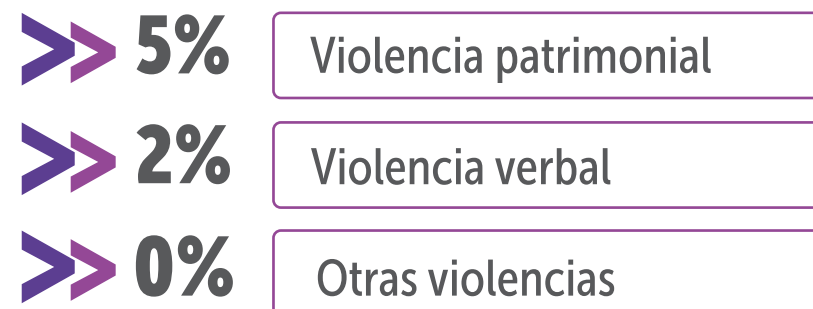 5% Violencia patrimonial
2% Violencia verbal
0% Otras violencias